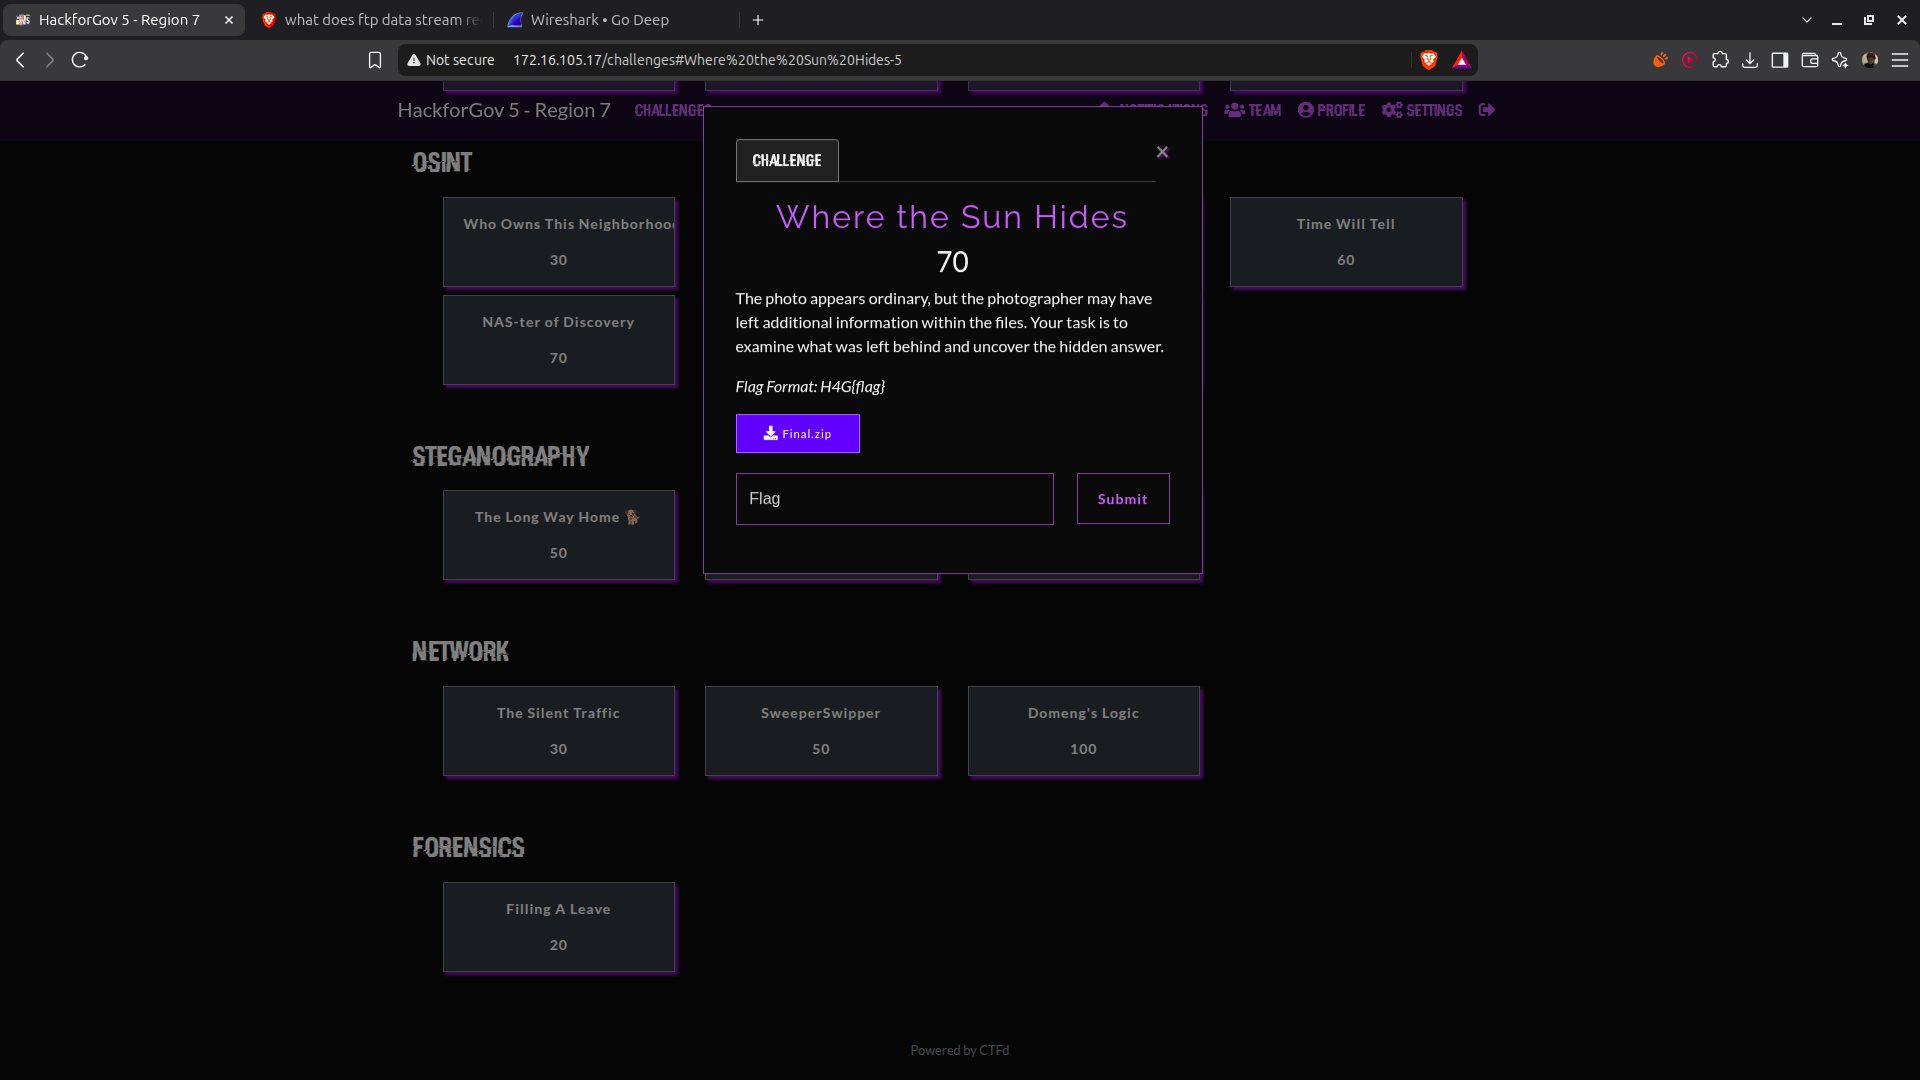 HackforGov 5 - Region 7
what does ftp data stream re
Wireshark • Go Deep
Not secure
172.16.105.17/challenges#Where%20the%20Sun%20Hides-5
HackforGov 5 - Region 7
CHALLENGES
NOTIFICATIONS
TEAM
PROFILE
SETTINGS
OSINT
Who Owns This Neighborhood
30
Time Will Tell
60
NAS-ter of Discovery
70
CHALLENGE
×
Where the Sun Hides
70
The photo appears ordinary, but the photographer may have
left additional information within the files. Your task is to
examine what was left behind and uncover the hidden answer.
Flag Format: H4G{flag}
Final.zip
Flag
Submit
STEGANOGRAPHY
The Long Way Home
50
NETWORK
The Silent Traffic
30
SweeperSwipper
50
Domeng's Logic
100
FORENSICS
Filling A Leave
20
Powered by CTFd